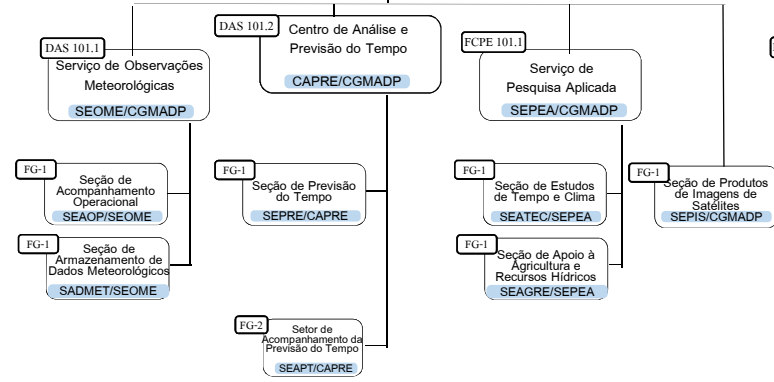 DAS 101.1
Serviço de Observações
Meteorológicas
SEOME/CGMADP
DAS 101.2
Centro de Análise e
Previsão do Tempo
CAPRE/CGMADP
FCPE 101.1
Serviço de
Pesquisa Aplicada
SEPEA/CGMADP
FG-1
Seção de
Acompanhamento
Operacional
SEAOP/SEOME
FG-1
Seção de Previsão
do Tempo
SEPRE/CAPRE
FG-1
Seção de Estudos
de Tempo e Clima
SEATEC/SEPEA
FG-1
Seção de Produtos
de Imagens de
Satélites
SEPIS/CGMADP
FG-1
Seção de
Armazenamento de
Dados Meteorológicos
SADMET/SEOME
FG-1
Seção de Apoio à
Agricultura e
Recursos Hídricos
SEAGRE/SEPEA
FG-2
Setor de
Acompanhamento da
Previsão do Tempo
SEAPT/CAPRE